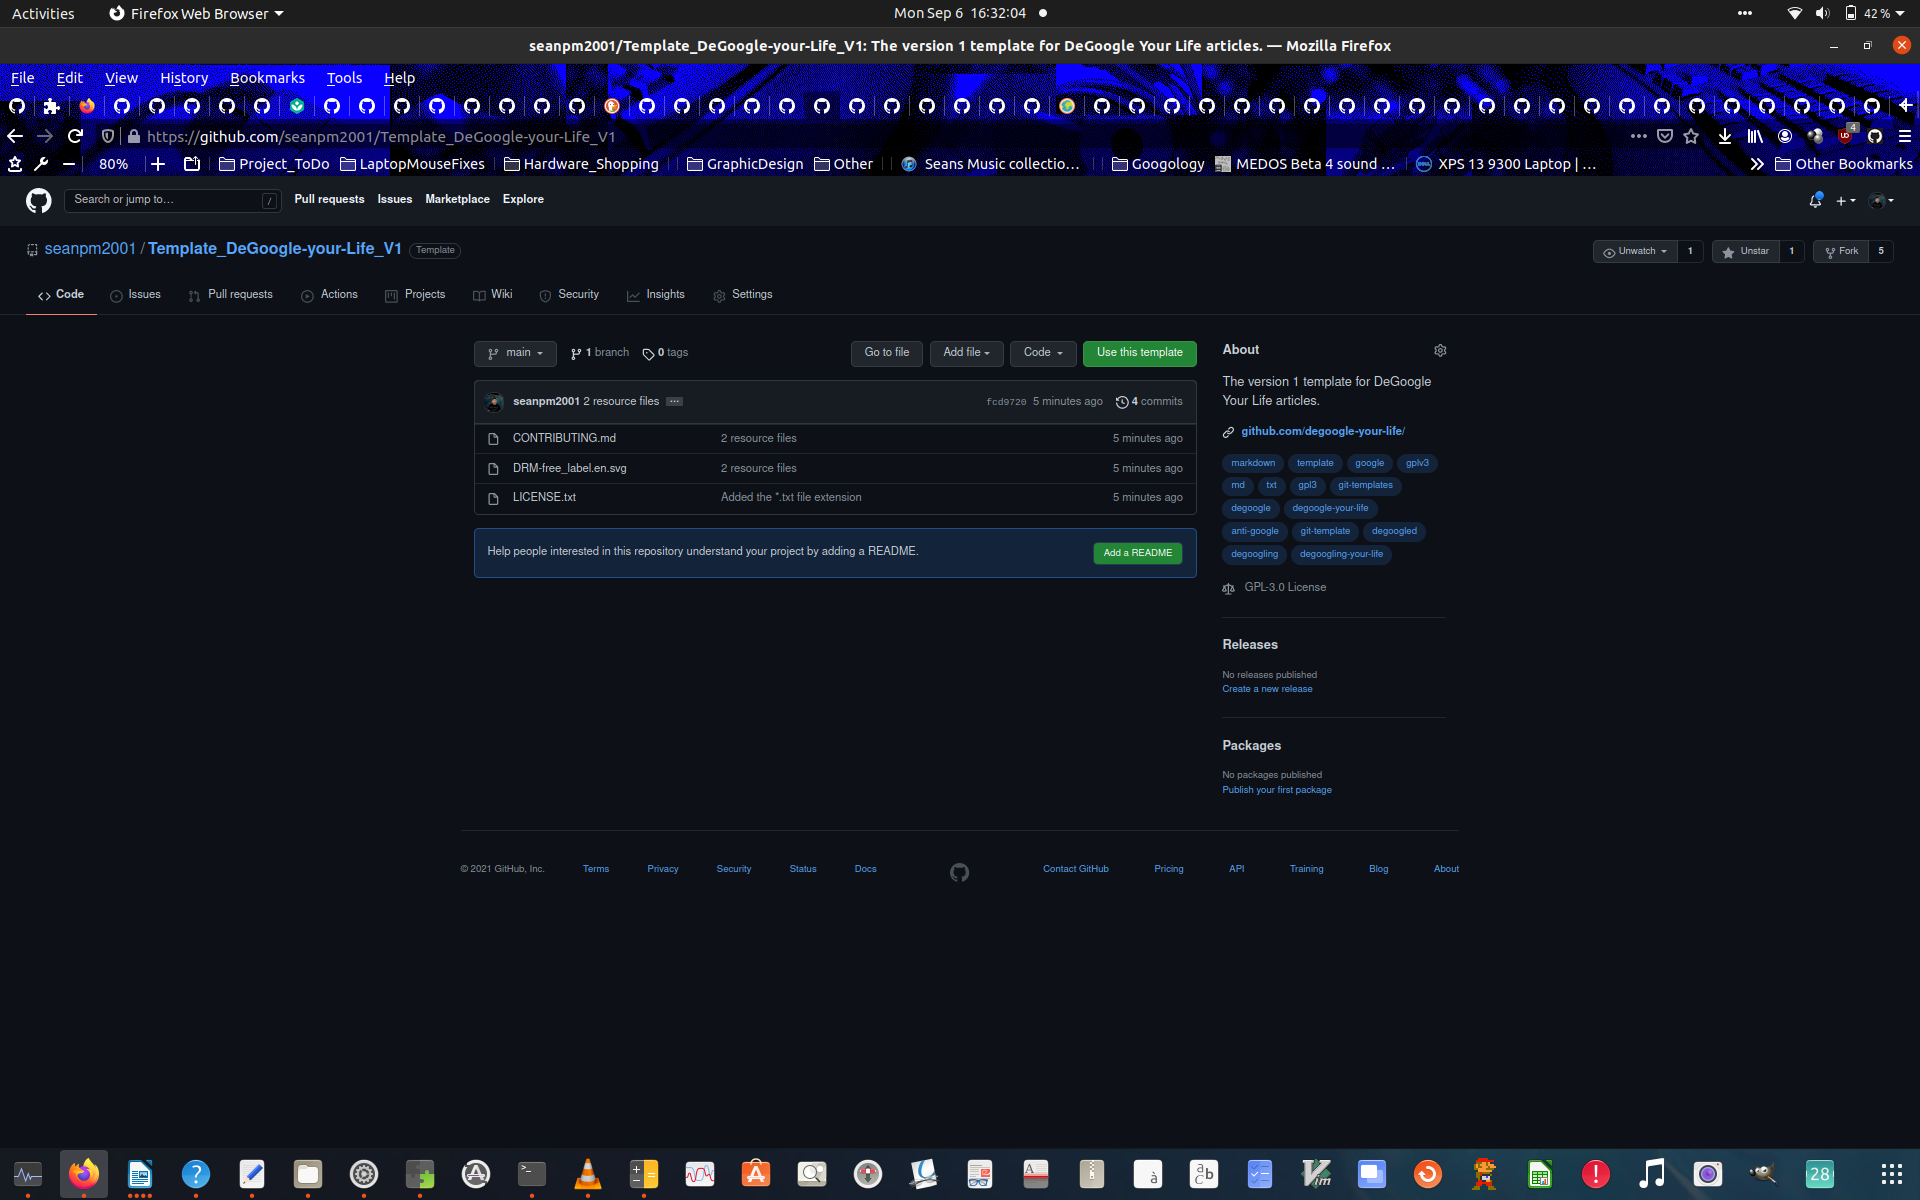 Activities Firefox Web Browser Mon Sep 6 16:32:04 42 %
seanpm2001/Template_DeGoogle-your-Life_V1: The version 1 template for DeGoogle Your Life articles. — Mozilla Firefox
File Edit View History Bookmarks Tools Help
https://github.com/seanpm2001/Template_DeGoogle-your-Life_V1 4
80% Project_ToDo LaptopMouseFixes Hardware_Shopping GraphicDesign Other Seans Music collectio… Googology MEDOS Beta 4 sound … XPS 13 9300 Laptop | … Other Bookmarks
Search or jump to… / Pull requests Issues Marketplace Explore
seanpm2001 / Template_DeGoogle-your-Life_V1 Template Unwatch 1 Unstar 1 Fork 5
Code Issues Pull requests Actions Projects Wiki Security Insights Settings
main 1 branch 0 tags Go to file Add file Code Use this template
seanpm2001 2 resource files fcd9720 5 minutes ago 4 commits
CONTRIBUTING.md 2 resource files 5 minutes ago
DRM-free_label.en.svg 2 resource files 5 minutes ago
LICENSE.txt Added the *.txt file extension 5 minutes ago
Help people interested in this repository understand your project by adding a README. Add a README
About
The version 1 template for DeGoogle
Your Life articles.
github.com/degoogle-your-life/
markdown template google gplv3
md txt gpl3 git-templates
degoogle degoogle-your-life
anti-google git-template degoogled
degoogling degoogling-your-life
GPL-3.0 License
Releases
No releases published
Create a new release
Packages
No packages published
Publish your first package
© 2021 GitHub, Inc. Terms Privacy Security Status Docs Contact GitHub Pricing API Training Blog About
28